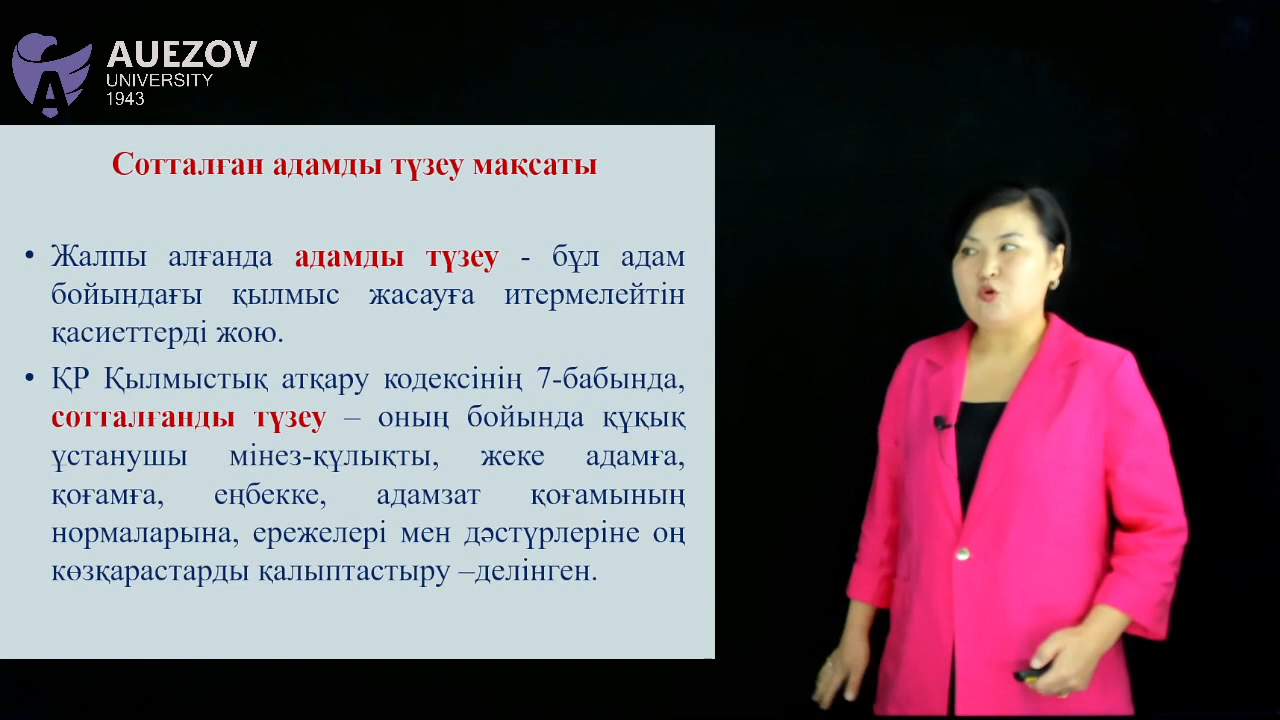 AUEZOV
UNIVERSITY
1943
Сотталған адамды түзеу мақсаты
• Жалпы алғанда адамды түзеу - бұл адам
бойындағы қылмыс жасауға итермелейтін
қасиеттерді жою.
• ҚР Қылмыстық атқару кодексінің 7-бабында,
сотталғанды түзеу – оның бойында құқық
ұстанушы мінез-құлықты, жеке адамға,
қоғамға, еңбекке, адамзат қоғамының
нормаларына, ережелері мен дәстүрлеріне оң
көзқарастарды қалыптастыру –делінген.